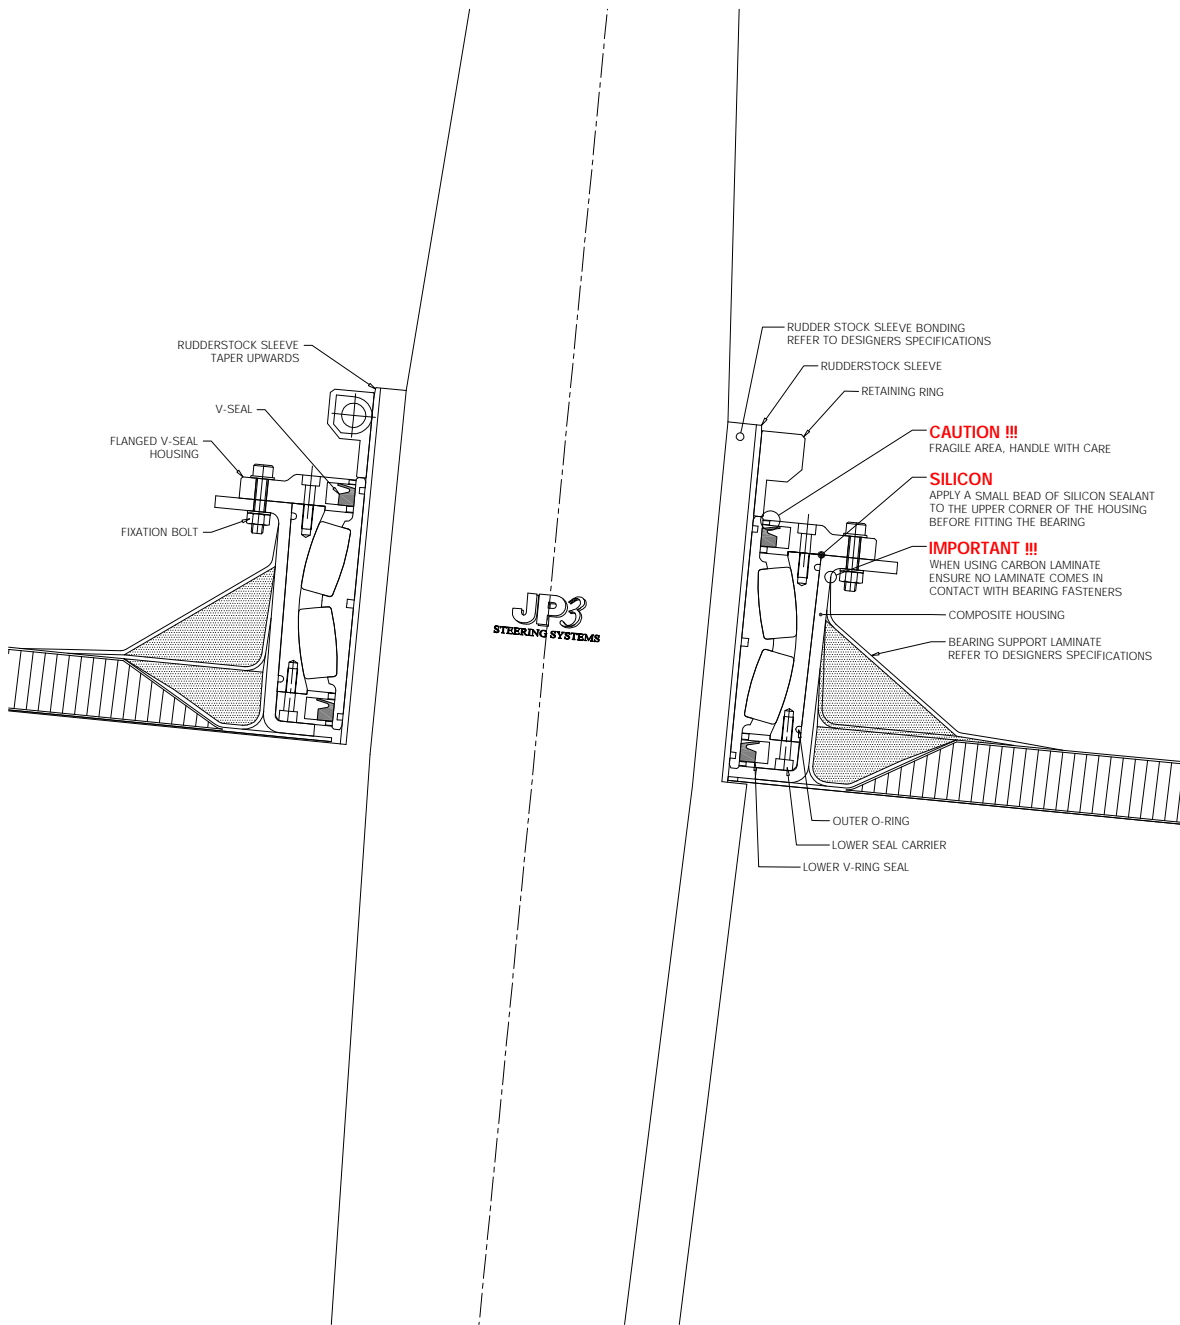 RUDDERSTOCK SLEEVE
TAPER UPWARDS
V-SEAL
FLANGED V-SEAL
HOUSING
FIXATION BOLT
RUDDER STOCK SLEEVE BONDING
REFER TO DESIGNERS SPECIFICATIONS
RUDDERSTOCK SLEEVE
RETAINING RING
CAUTION !!!
FRAGILE AREA, HANDLE WITH CARE
SILICON
APPLY A SMALL BEAD OF SILICON SEALANT
TO THE UPPER CORNER OF THE HOUSING
BEFORE FITTING THE BEARING
IMPORTANT !!!
WHEN USING CARBON LAMINATE
ENSURE NO LAMINATE COMES IN
CONTACT WITH BEARING FASTENERS
COMPOSITE HOUSING
BEARING SUPPORT LAMINATE
REFER TO DESIGNERS SPECIFICATIONS
JP3
STEERING SYSTEMS
OUTER O-RING
LOWER SEAL CARRIER
LOWER V-RING SEAL